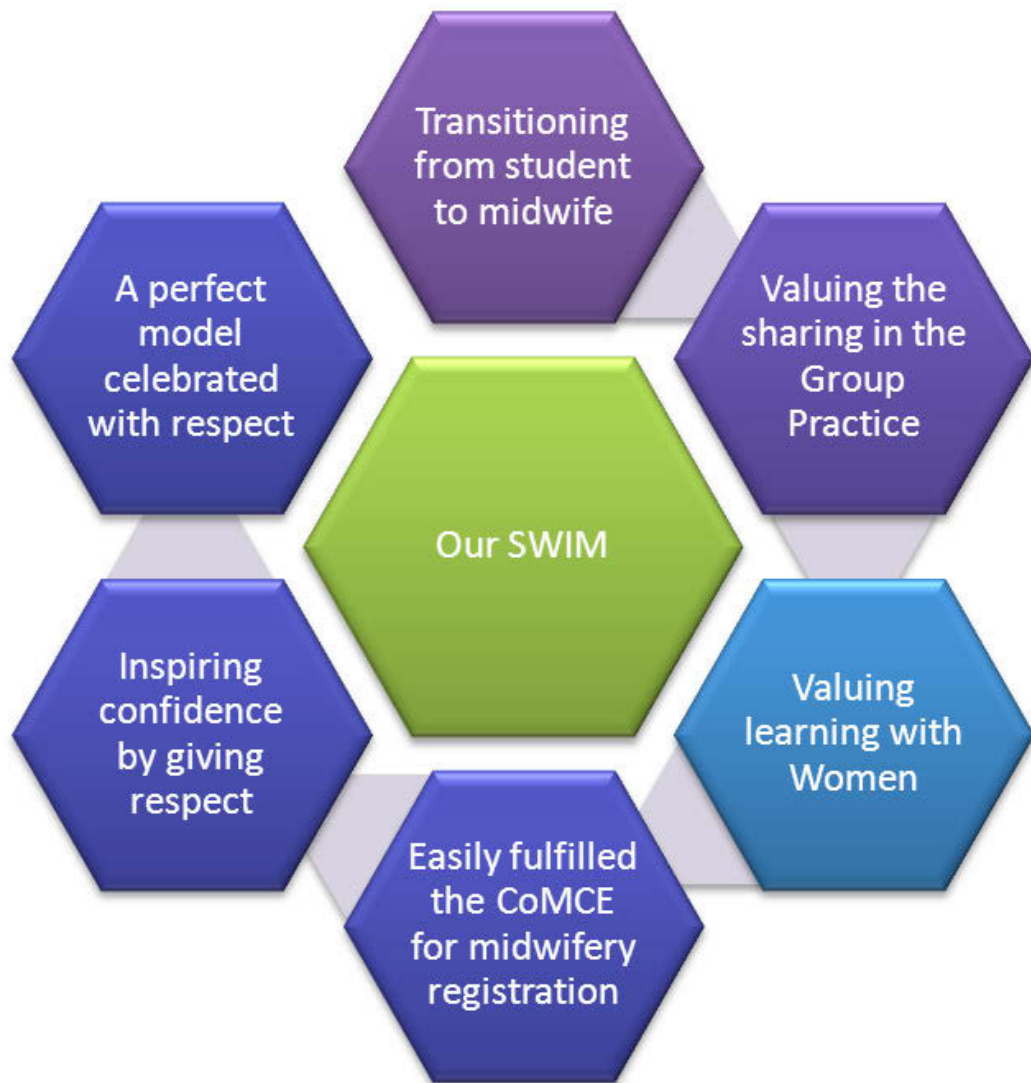 Transitioning
from student
to midwife
Valuing the
sharing in the
Group
Practice
Valuing
learning with
Women
Easily fulfilled
the CoMCE
for midwifery
registration
Inspiring
confidence
by giving
respect
A perfect
model
celebrated
with respect
Our SWIM